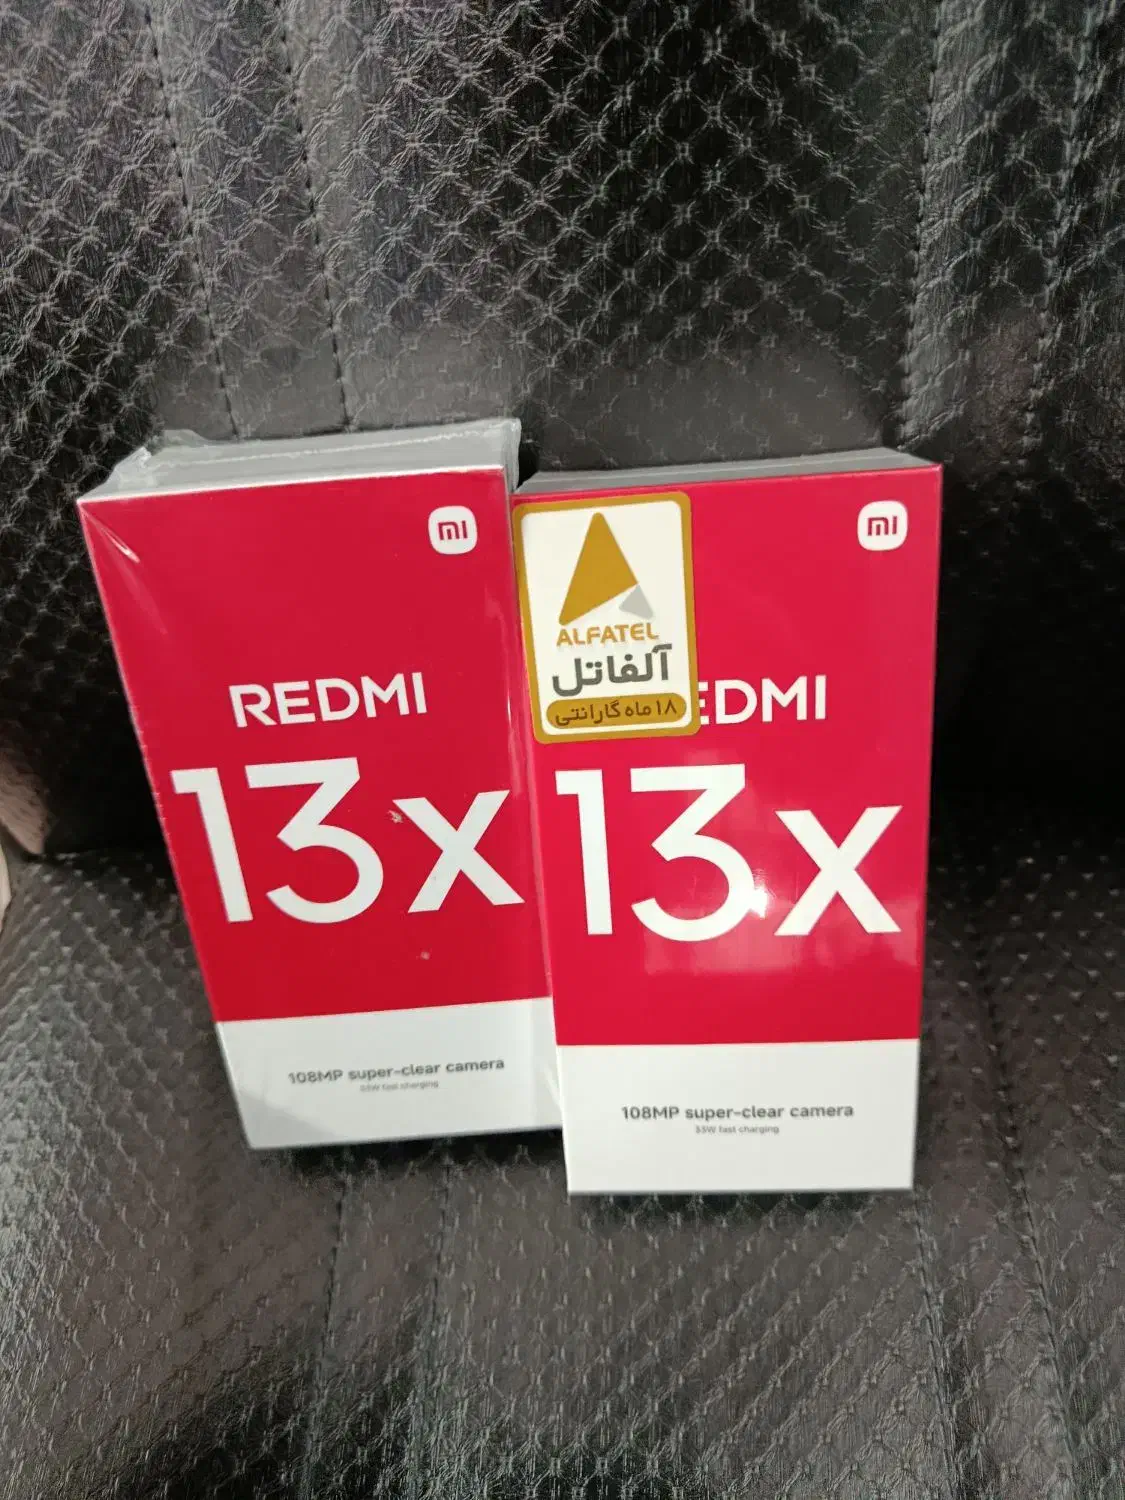 mi
REDMI
13x
108MP super-clear camera
33W fast charging
mi
ALFATEL
آلفاتل
۱۸ ماه گارانتی
EDMI
13x
108MP super-clear camera
33W fast charging